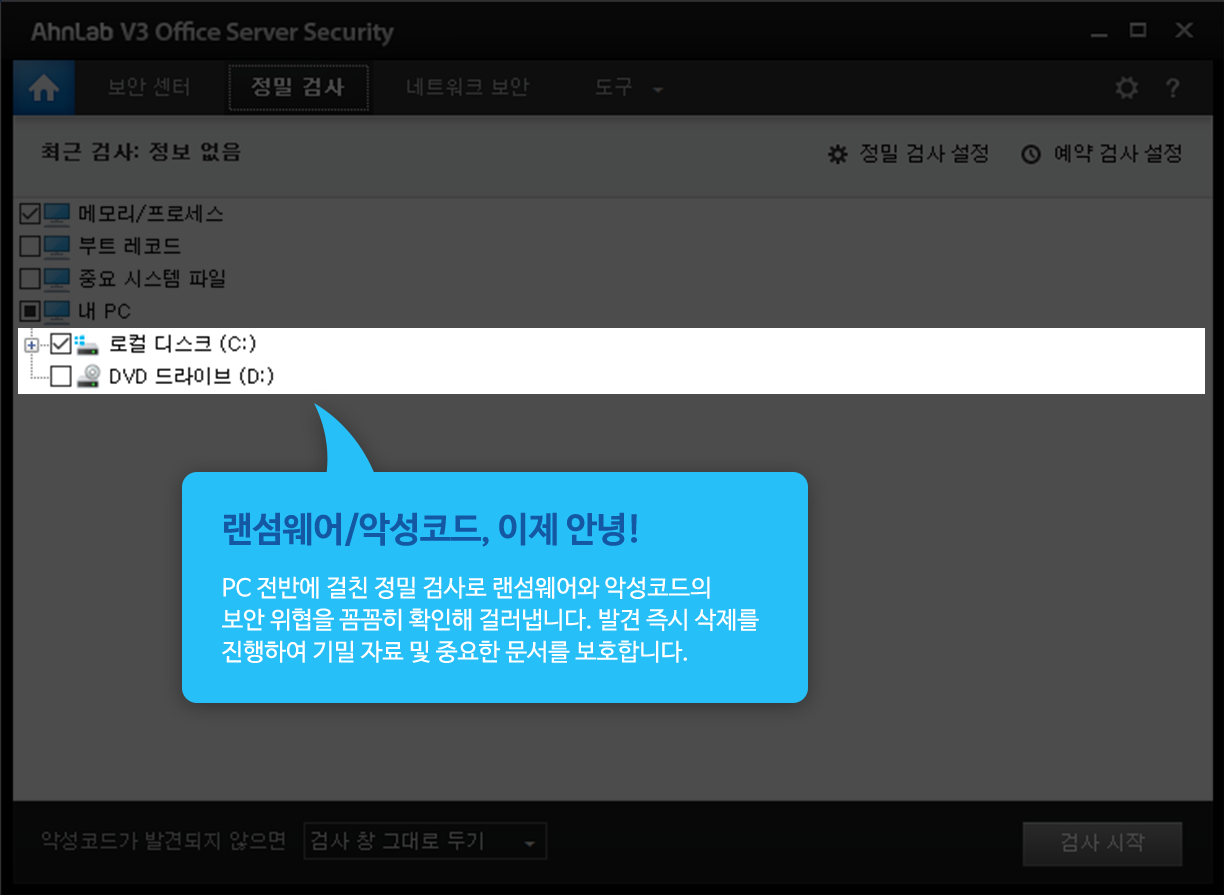 AhnLab V3 Office Server Security
보안 센터 정밀 검사 네트워크 보안 도구 ?
최근 검사: 정보 없음 정밀 검사 설정 예약 검사 설정
메모리/프로세스
부트 레코드
중요 시스템 파일
내 PC
로컬 디스크 (C:)
DVD 드라이브 (D:)
랜섬웨어/악성코드, 이제 안녕!
PC 전반에 걸친 정밀 검사로 랜섬웨어와 악성코드의
보안 위협을 꼼꼼히 확인해 걸러냅니다. 발견 즉시 삭제를
진행하여 기밀 자료 및 중요한 문서를 보호합니다.
악성코드가 발견되지 않으면 검사 창 그대로 두기 검사 시작